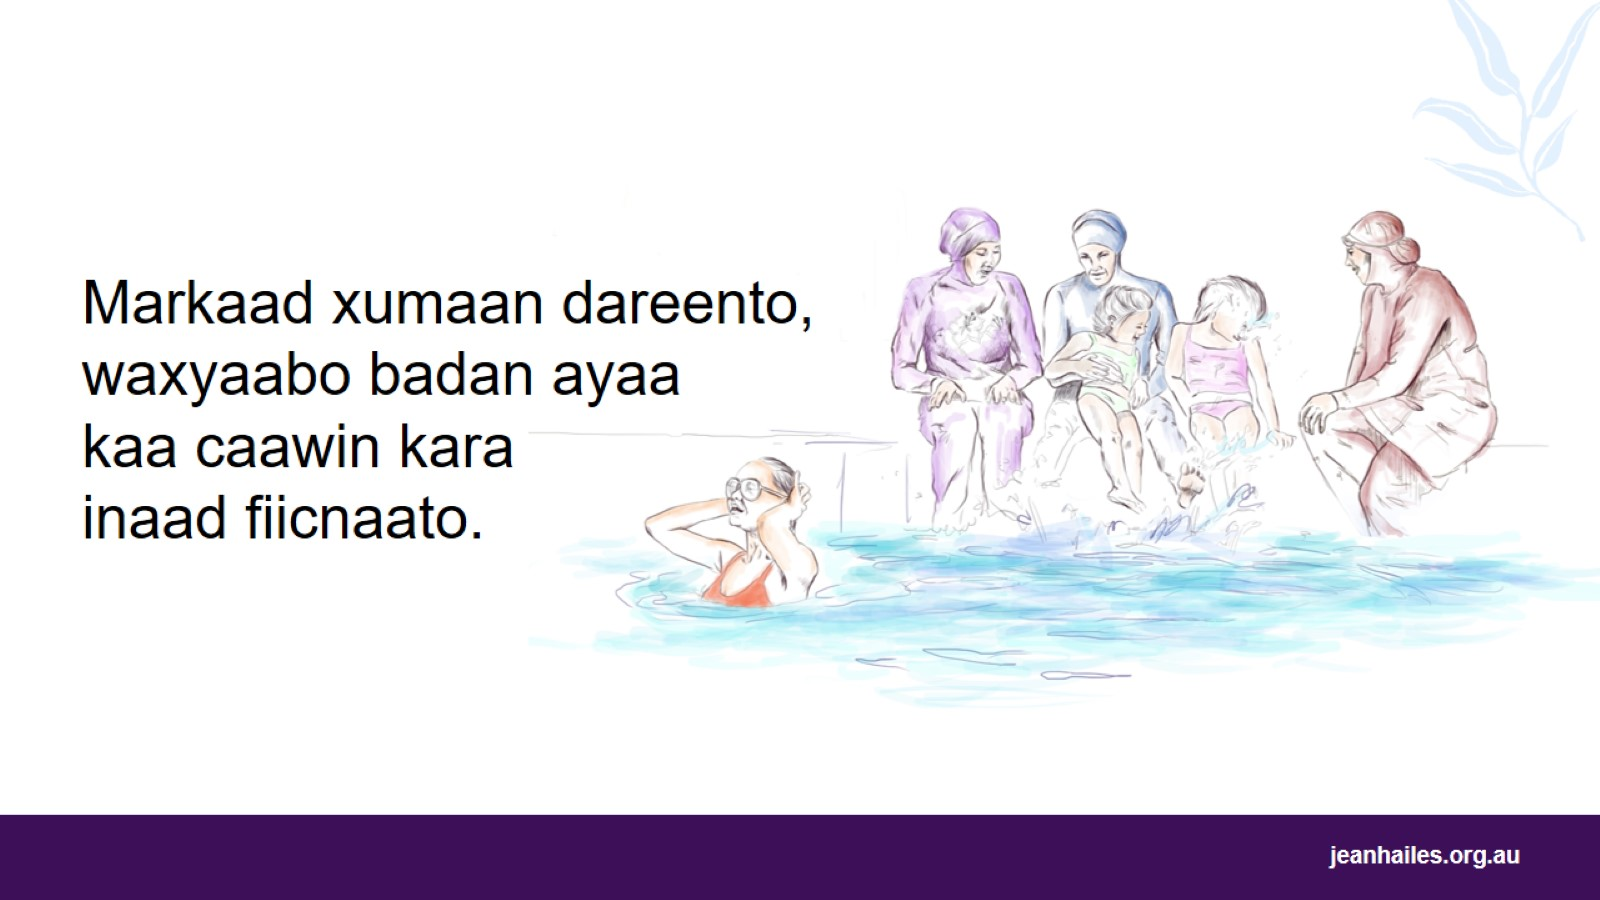 Markaad xumaan dareento,
waxyaabo badan ayaa
kaa caawin kara
inaad fiicnaato.
jeanhailes.org.au